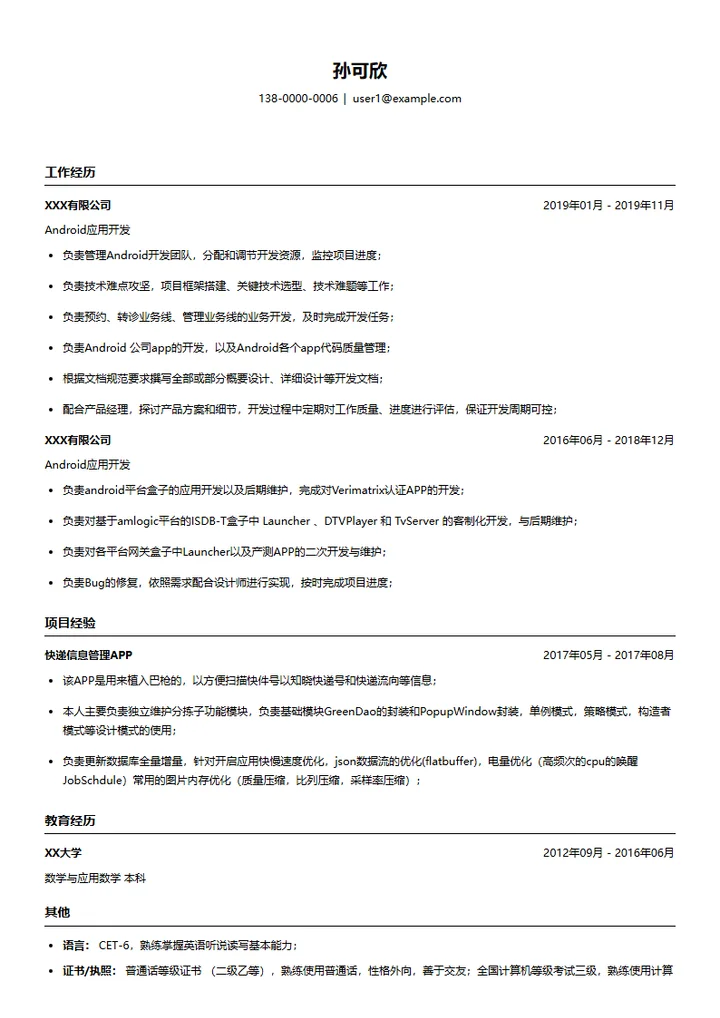 孙可欣
138-0000-0006 | user1@example.com
工作经历
XXX有限公司 2019年01月 - 2019年11月
Android应用开发
• 负责管理Android开发团队，分配和调节开发资源，监控项目进度；
• 负责技术难点攻坚，项目框架搭建、关键技术选型、技术难题等工作；
• 负责预约、转诊业务线、管理业务线的业务开发，及时完成开发任务；
• 负责Android 公司app的开发，以及Android各个app代码质量管理；
• 根据文档规范要求撰写全部或部分概要设计、详细设计等开发文档；
• 配合产品经理，探讨产品方案和细节，开发过程中定期对工作质量、进度进行评估，保证开发周期可控；
XXX有限公司 2016年06月 - 2018年12月
Android应用开发
• 负责android平台盒子的应用开发以及后期维护，完成对Verimatrix认证APP的开发；
• 负责对基于amlogic平台的ISDB-T盒子中 Launcher 、DTVPlayer 和 TvServer 的客制化开发，与后期维护；
• 负责对各平台网关盒子中Launcher以及产测APP的二次开发与维护；
• 负责Bug的修复，依照需求配合设计师进行实现，按时完成项目进度；
项目经验
快递信息管理APP 2017年05月 - 2017年08月
• 该APP是用来植入巴枪的，以方便扫描快件号以知晓快递号和快递流向等信息；
• 本人主要负责独立维护分拣子功能模块，负责基础模块GreenDao的封装和PopupWindow封装，单例模式，策略模式，构造者
模式等设计模式的使用；
• 负责更新数据库全量增量，针对开启应用快慢速度优化，json数据流的优化(flatbuffer)，电量优化（高频次的cpu的唤醒
JobSchdule）常用的图片内存优化（质量压缩，比列压缩，采样率压缩）；
教育经历
XX大学 2012年09月 - 2016年06月
数学与应用数学 本科
其他
• 语言： CET-6，熟练掌握英语听说读写基本能力；
• 证书/执照： 普通话等级证书 （二级乙等），熟练使用普通话，性格外向，善于交友；全国计算机等级考试三级，熟练使用计算